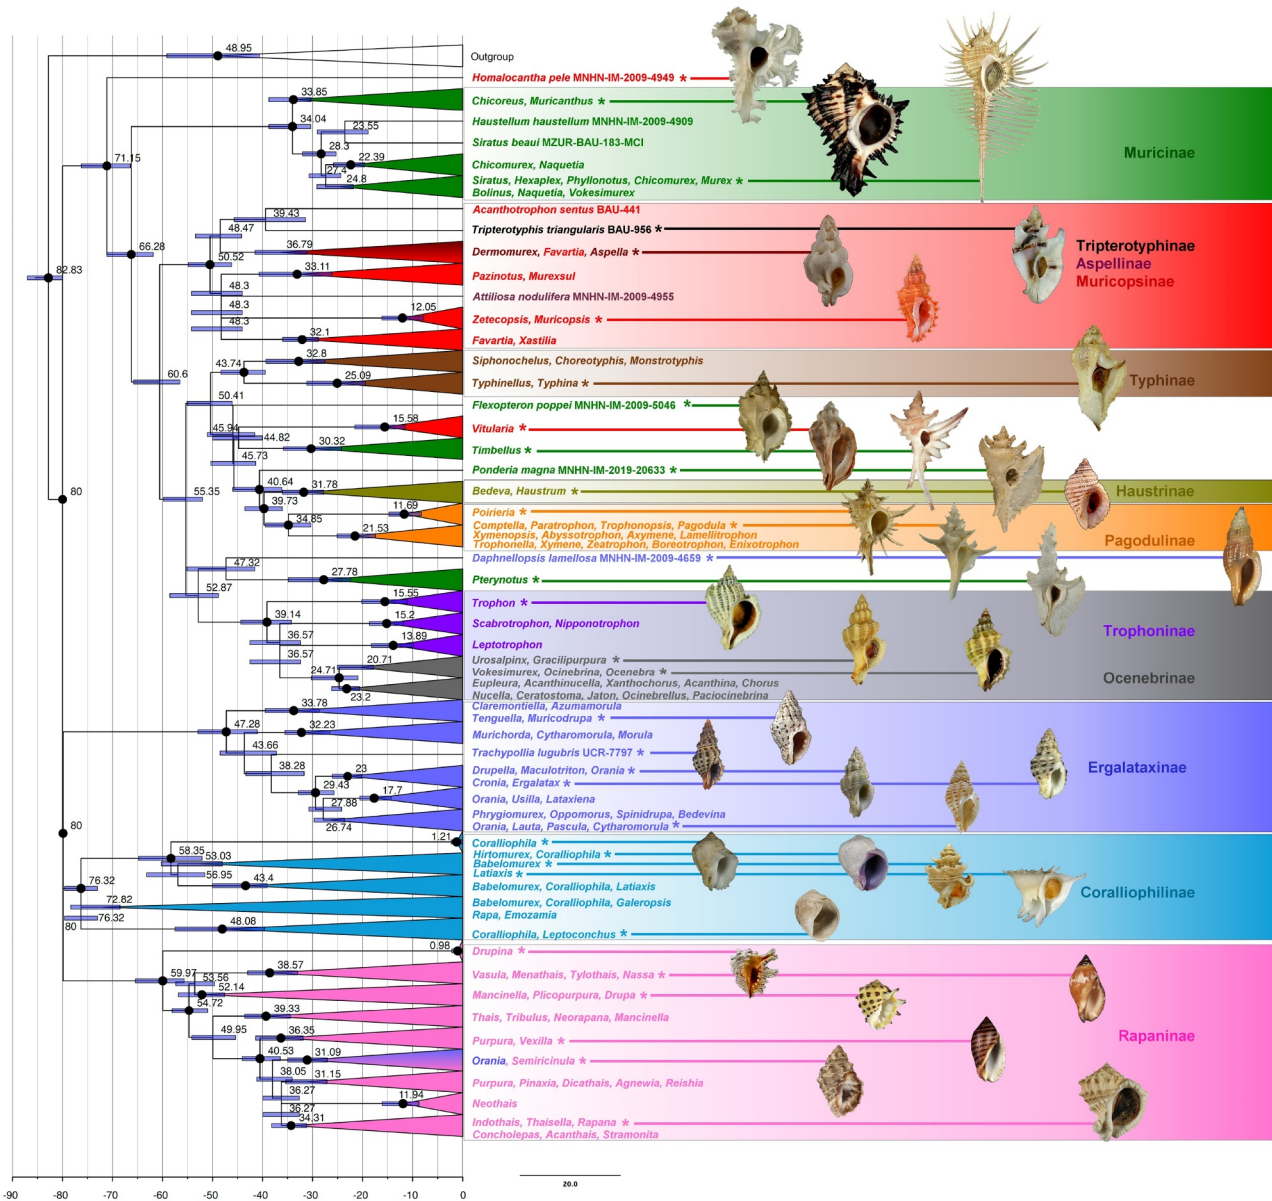 48.95
Outgroup
Homalocantha pele MNHN-IM-2009-4949 *
33.85
Chicoreus, Muricanthus *
34.04
23.55
Haustellum haustellum MNHN-IM-2009-4909
28.3
Siratus beaui MZUR-BAU-183-MCI
Muricinae
71.15
22.39
Chicomurex, Naquetia
27.4
24.8
Siratus, Hexaplex, Phyllonotus, Chicomurex, Murex *
Bolinus, Naquetia, Vokesimurex
39.43
Acanthotrophon sentus BAU-441
48.47
Tripterotyphis triangularis BAU-956 *
66.28
36.79
Dermomurex, Favartia, Aspella *
Tripterotyphinae
50.52
Aspellinae
82.83
33.11
Pazinotus, Murexsul
Muricopsinae
48.3
Attiliosa nodulifera MNHN-IM-2009-4955
48.3
12.05
Zetecopsis, Muricopsis *
48.3
32.1
Favartia, Xastilia
32.8
Siphonochelus, Choreotyphis, Monstrotyphis
43.74
60.6
25.09
Typhinellus, Typhina *
Typhinae
50.41
Flexopteron poppei MNHN-IM-2009-5046 *
15.58
Vitularia *
45.94
44.82
30.32
Timbellus *
45.73
Ponderia magna MNHN-IM-2019-20633 *
80
55.35
40.64
31.78
Bedeva, Haustrum *
Haustrinae
39.73
11.69
Poirieria *
34.85
Comptella, Paratrophon, Trophonopsis, Pagodula *
21.53
Xymenopsis, Abyssotrophon, Axymene, Lamellitrophon
Pagodulinae
Trophonella, Xymene, Zeatrophon, Boreotrophon, Enixotrophon
Daphnellopsis lamellosa MNHN-IM-2009-4659 *
47.32
27.78
Pterynotus *
52.87
15.55
Trophon *
39.14
15.2
Scabrotrophon, Nipponotrophon
Trophoninae
36.57
13.89
Leptotrophon
36.57
20.71
Urosalpinx, Gracilipurpura *
24.71
Vokesimurex, Ocinebrina, Ocenebra *
Ocenebrinae
Eupleura, Acanthinucella, Xanthochorus, Acanthina, Chorus
23.2
Nucella, Ceratostoma, Jaton, Ocinebrellus, Paciocinebrina
33.78
Claremontiella, Azumamorula
Tenguella, Muricodrupa *
47.28
32.23
Murichorda, Cytharomorula, Morula
43.66
Trachypollia lugubris UCR-7797 *
38.28
23
Drupella, Maculotriton, Orania *
Ergalataxinae
Cronia, Ergalatax *
29.43
17.7
Orania, Usilla, Lataxiena
27.88
Phrygiomurex, Oppomorus, Spinidrupa, Bedevina
26.74
Orania, Lauta, Pascula, Cytharomorula *
80
1.21
Coralliophila *
58.35
53.03
Hirtomurex, Coralliophila *
Babelomurex *
56.95
Latiaxis *
76.32
43.4
Babelomurex, Coralliophila, Latiaxis
Coralliophilinae
72.82
Babelomurex, Coralliophila, Galeropsis
76.32
Rapa, Emozamia
80
48.08
Coralliophila, Leptoconchus *
0.98
Drupina *
59.97
38.57
Vasula, Menathais, Tylothais, Nassa *
53.56
52.14
Mancinella, Plicopurpura, Drupa *
54.72
39.33
Thais, Tribulus, Neorapana, Mancinella
49.95
36.35
Purpura, Vexilla *
Rapaninae
40.53
31.09
Orania, Semiricinula *
38.05
31.15
Purpura, Pinaxia, Dicathais, Agnewia, Reishia
36.27
11.94
Neothais
36.27
34.31
Indothais, Thaisella, Rapana *
Concholepas, Acanthais, Stramonita
20.0
-90 -80 -70 -60 -50 -40 -30 -20 -10 0